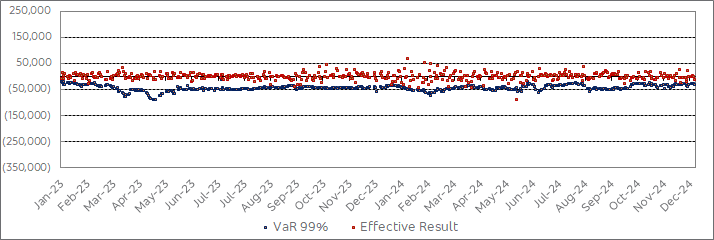 250,000
150,000
50,000
(50,000)
(150,000)
(250,000)
(350,000)
Jan-23
Feb-23
Mar-23
Apr-23
May-23
Jun-23
Jul-23
Aug-23
Sep-23
Oct-23
Nov-23
Dec-23
Jan-24
Feb-24
Mar-24
Apr-24
May-24
Jun-24
Jul-24
Aug-24
Sep-24
Oct-24
Nov-24
Dec-24
VaR 99%
Effective Result